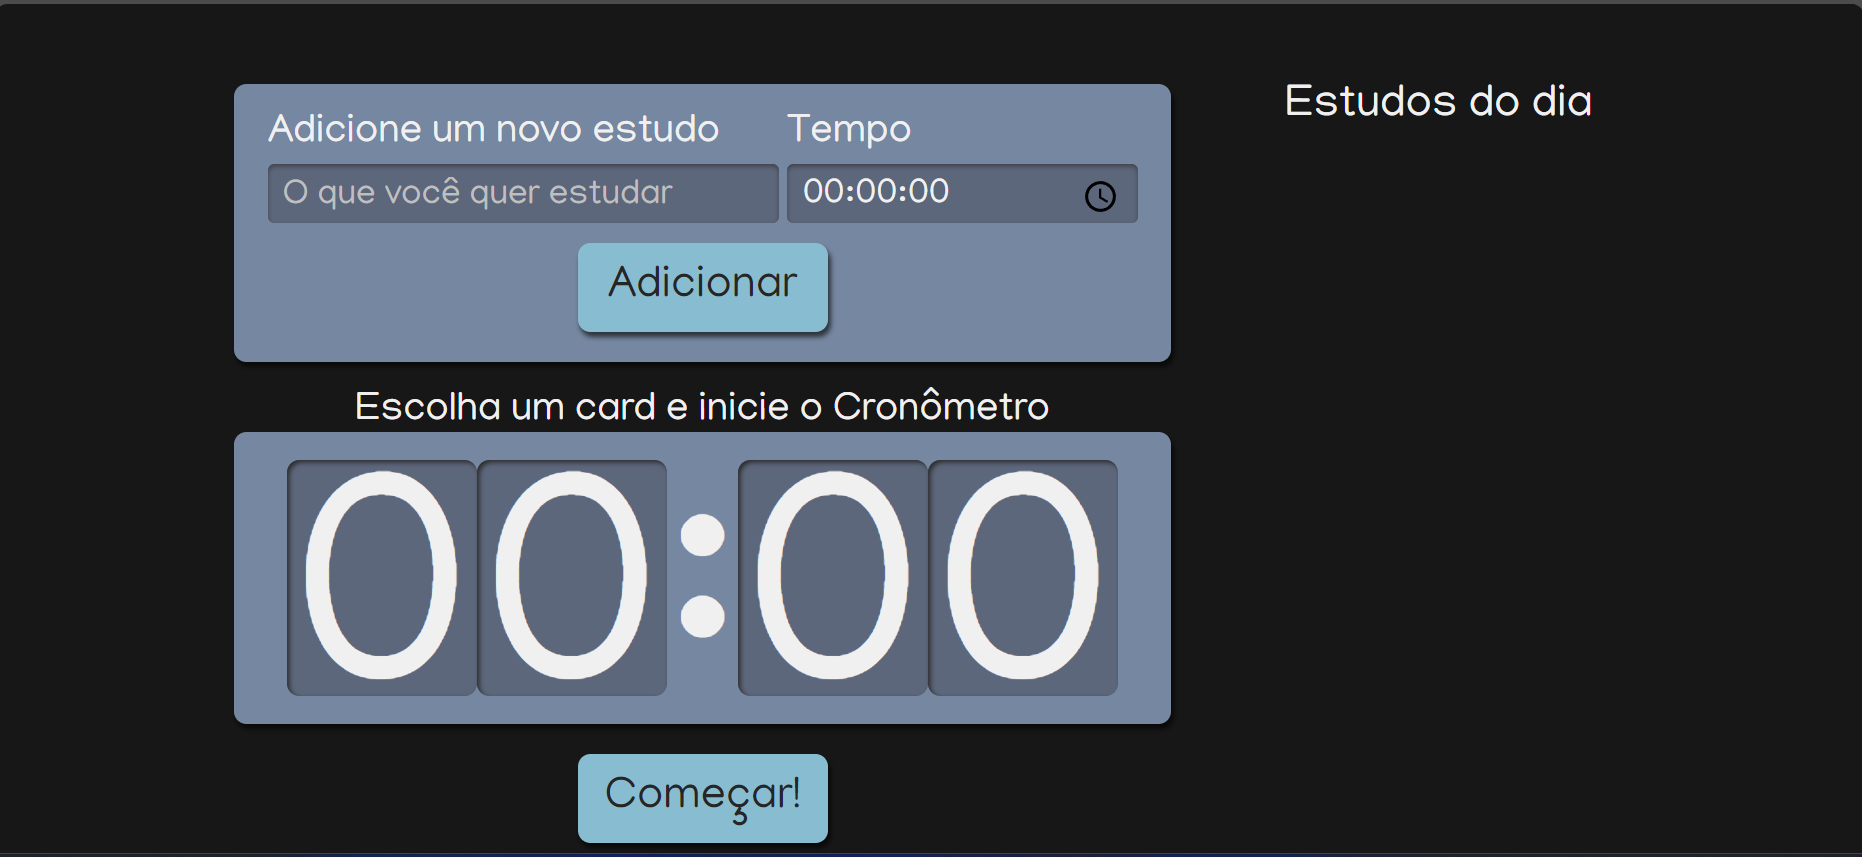 Adicione um novo estudo
Tempo
O que você quer estudar
00:00:00
Adicionar
Escolha um card e inicie o Cronômetro
00:00
Começar!
Estudos do dia